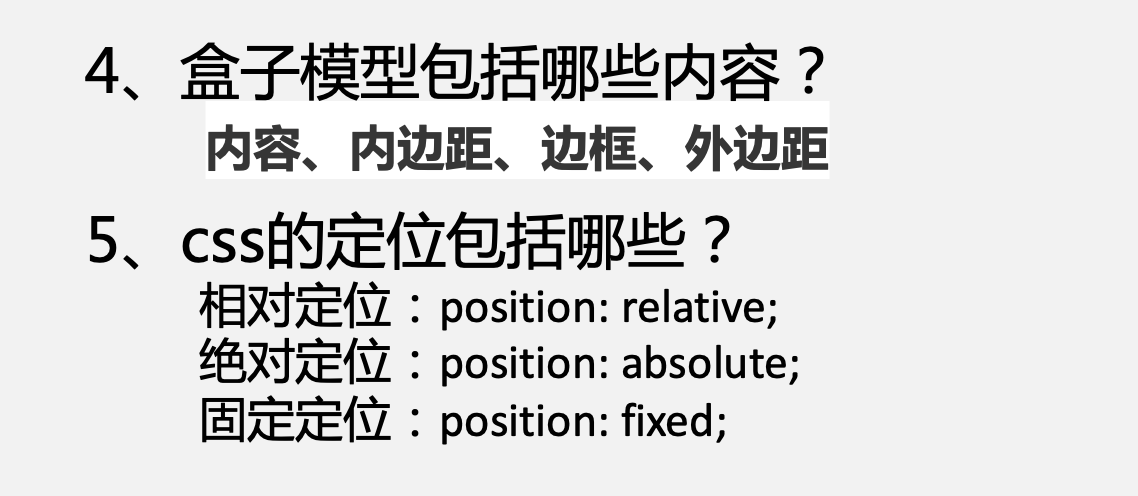 4、盒子模型包括哪些内容？
内容、内边距、边框、外边距
5、css的定位包括哪些？
相对定位：position: relative;
绝对定位：position: absolute;
固定定位：position: fixed;